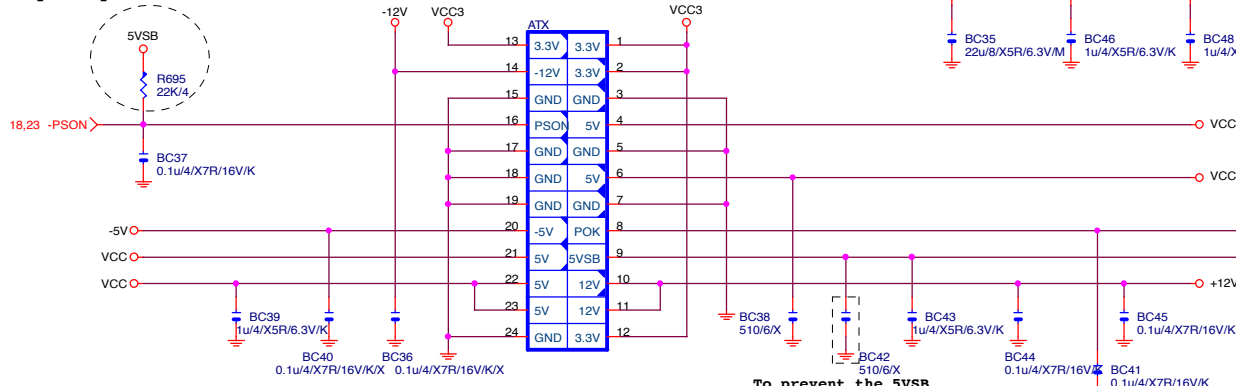 -12V
VCC3
VCC3
ATX
5VSB
R695
22K/4
18,23 -PSON
BC37
0.1u/4/X7R/16V/K
-5V
VCC
VCC
BC39
1u/4/X5R/6.3V/K
BC40
0.1u/4/X7R/16V/K/X
BC36
0.1u/4/X7R/16V/K/X
13 3.3V 3.3V 1
14 -12V 3.3V 2
15 GND GND 3
16 PSON 5V 4
17 GND GND 5
18 GND 5V 6
19 GND GND 7
20 -5V POK 8
21 5V 5VSB 9
22 5V 12V 10
23 5V 12V 11
24 GND 3.3V 12
BC35
22u/8/X5R/6.3V/M
BC46
1u/4/X5R/6.3V/K
BC48
1u/4/X
VCC
VCC
+12V
BC38
510/6/X
BC42
510/6/X
BC43
1u/4/X5R/6.3V/K
BC44
0.1u/4/X7R/16V/K
BC41
0.1u/4/X7R/16V/K
BC45
0.1u/4/X7R/16V/K
To prevent the 5VSB